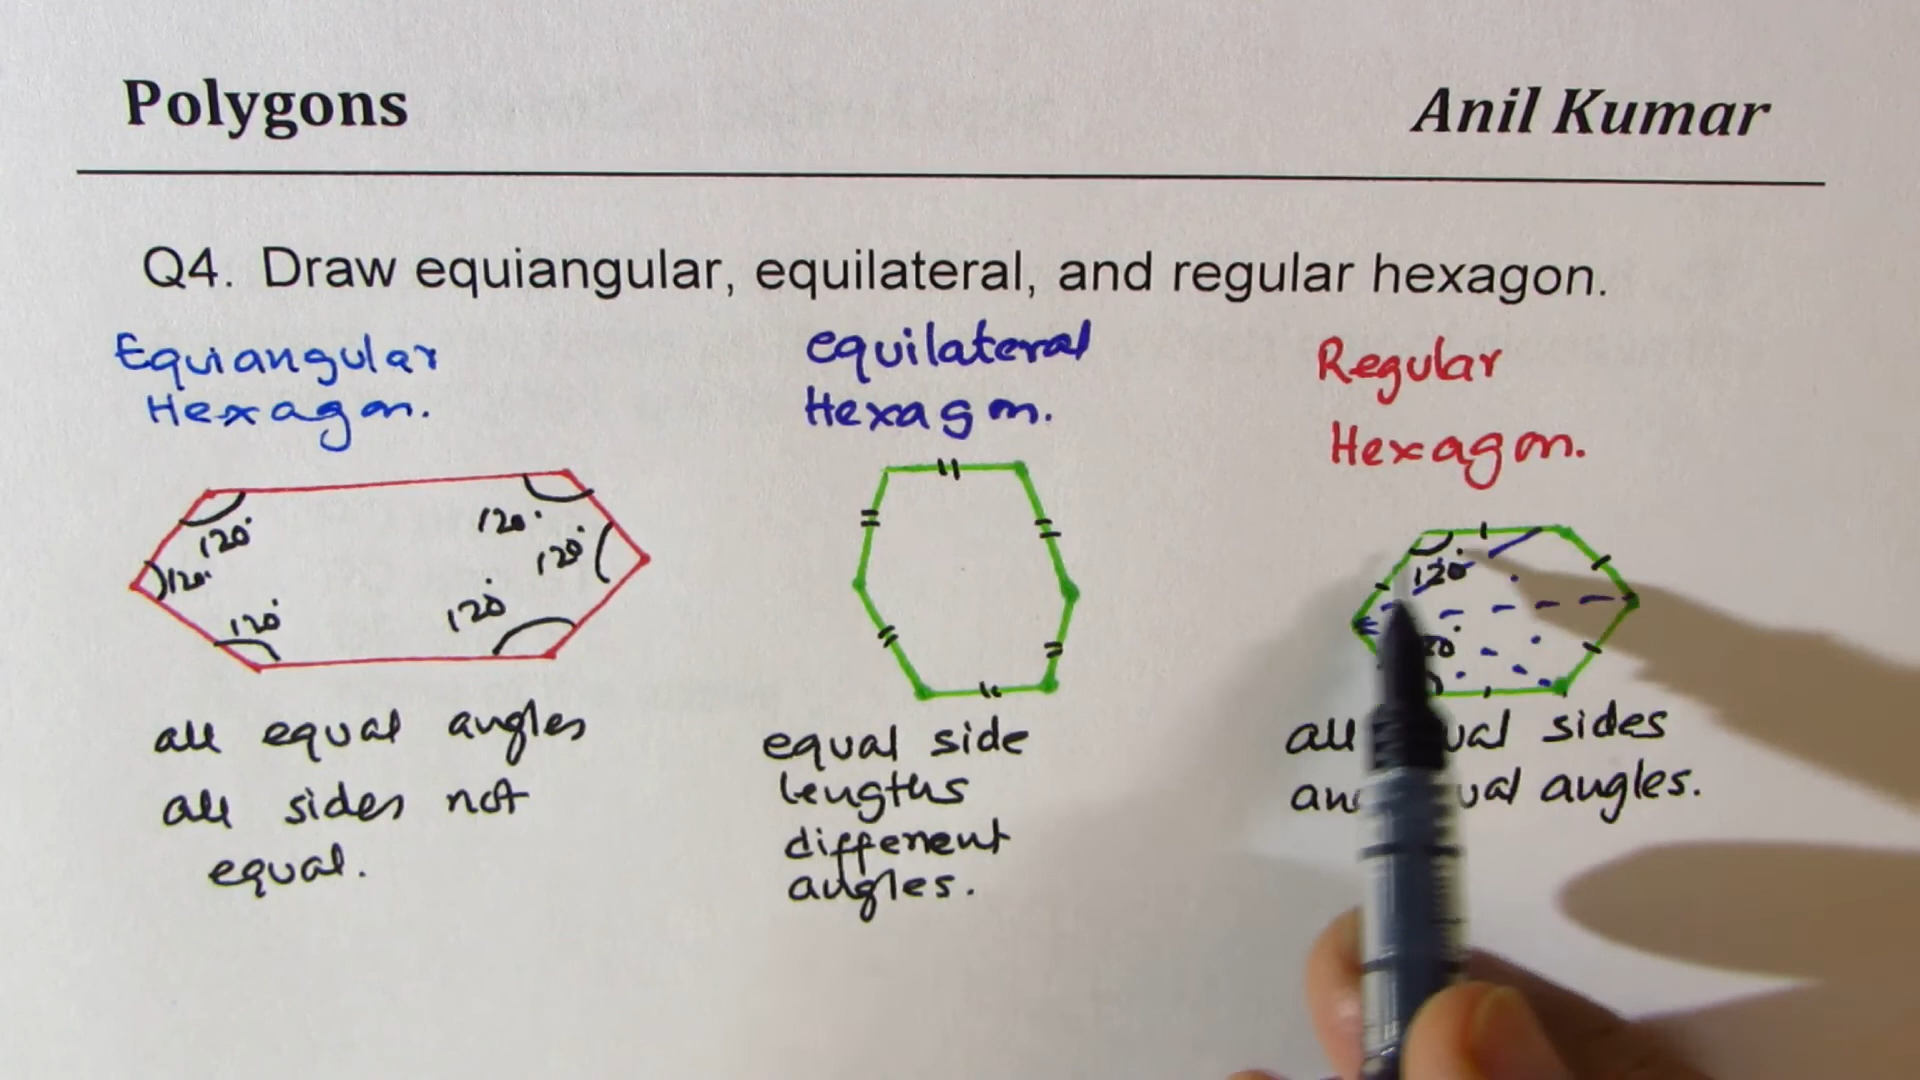 Polygons
Anil Kumar
Q4. Draw equiangular, equilateral, and regular hexagon.
Equiangular
Hexagon.
equilateral
Hexagon.
Regular
Hexagon.
120°
120°
120°
120°
120°
120°
120°
all equal angles
all sides not
equal.
equal side
lengths
different
angles.
all sides
angles.